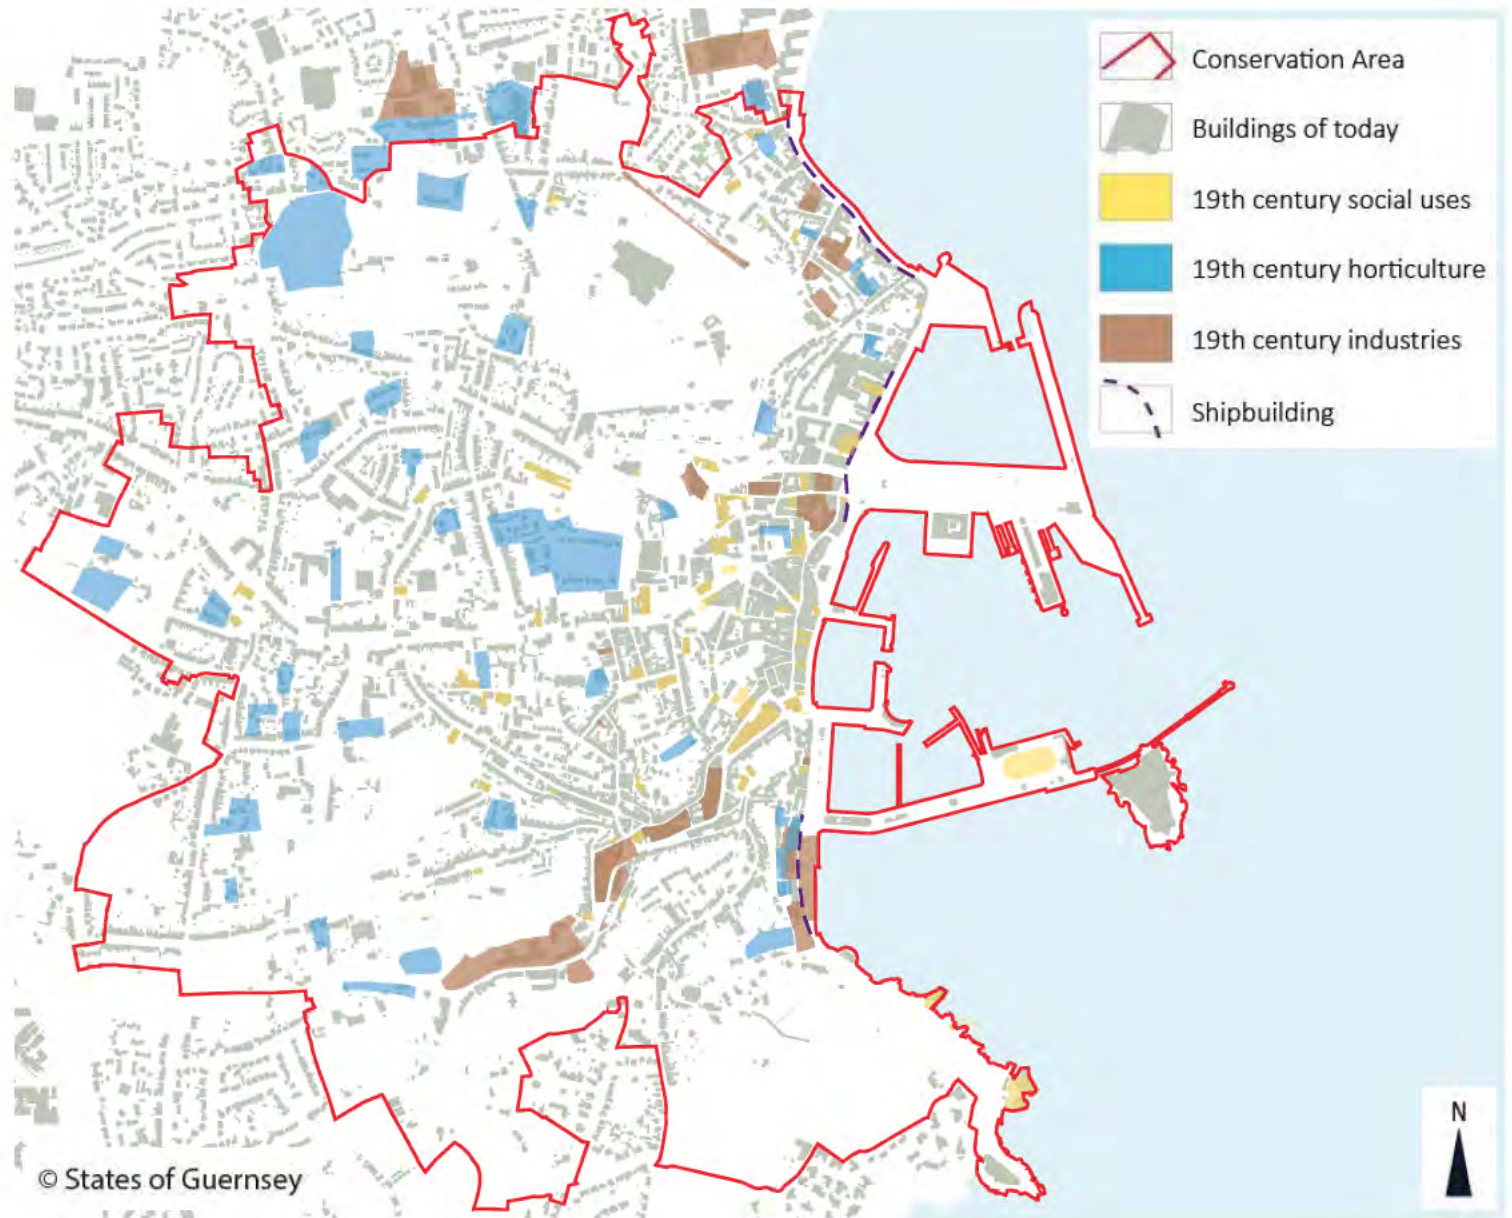 Conservation Area
Buildings of today
19th century social uses
19th century horticulture
19th century industries
Shipbuilding
N
© States of Guernsey